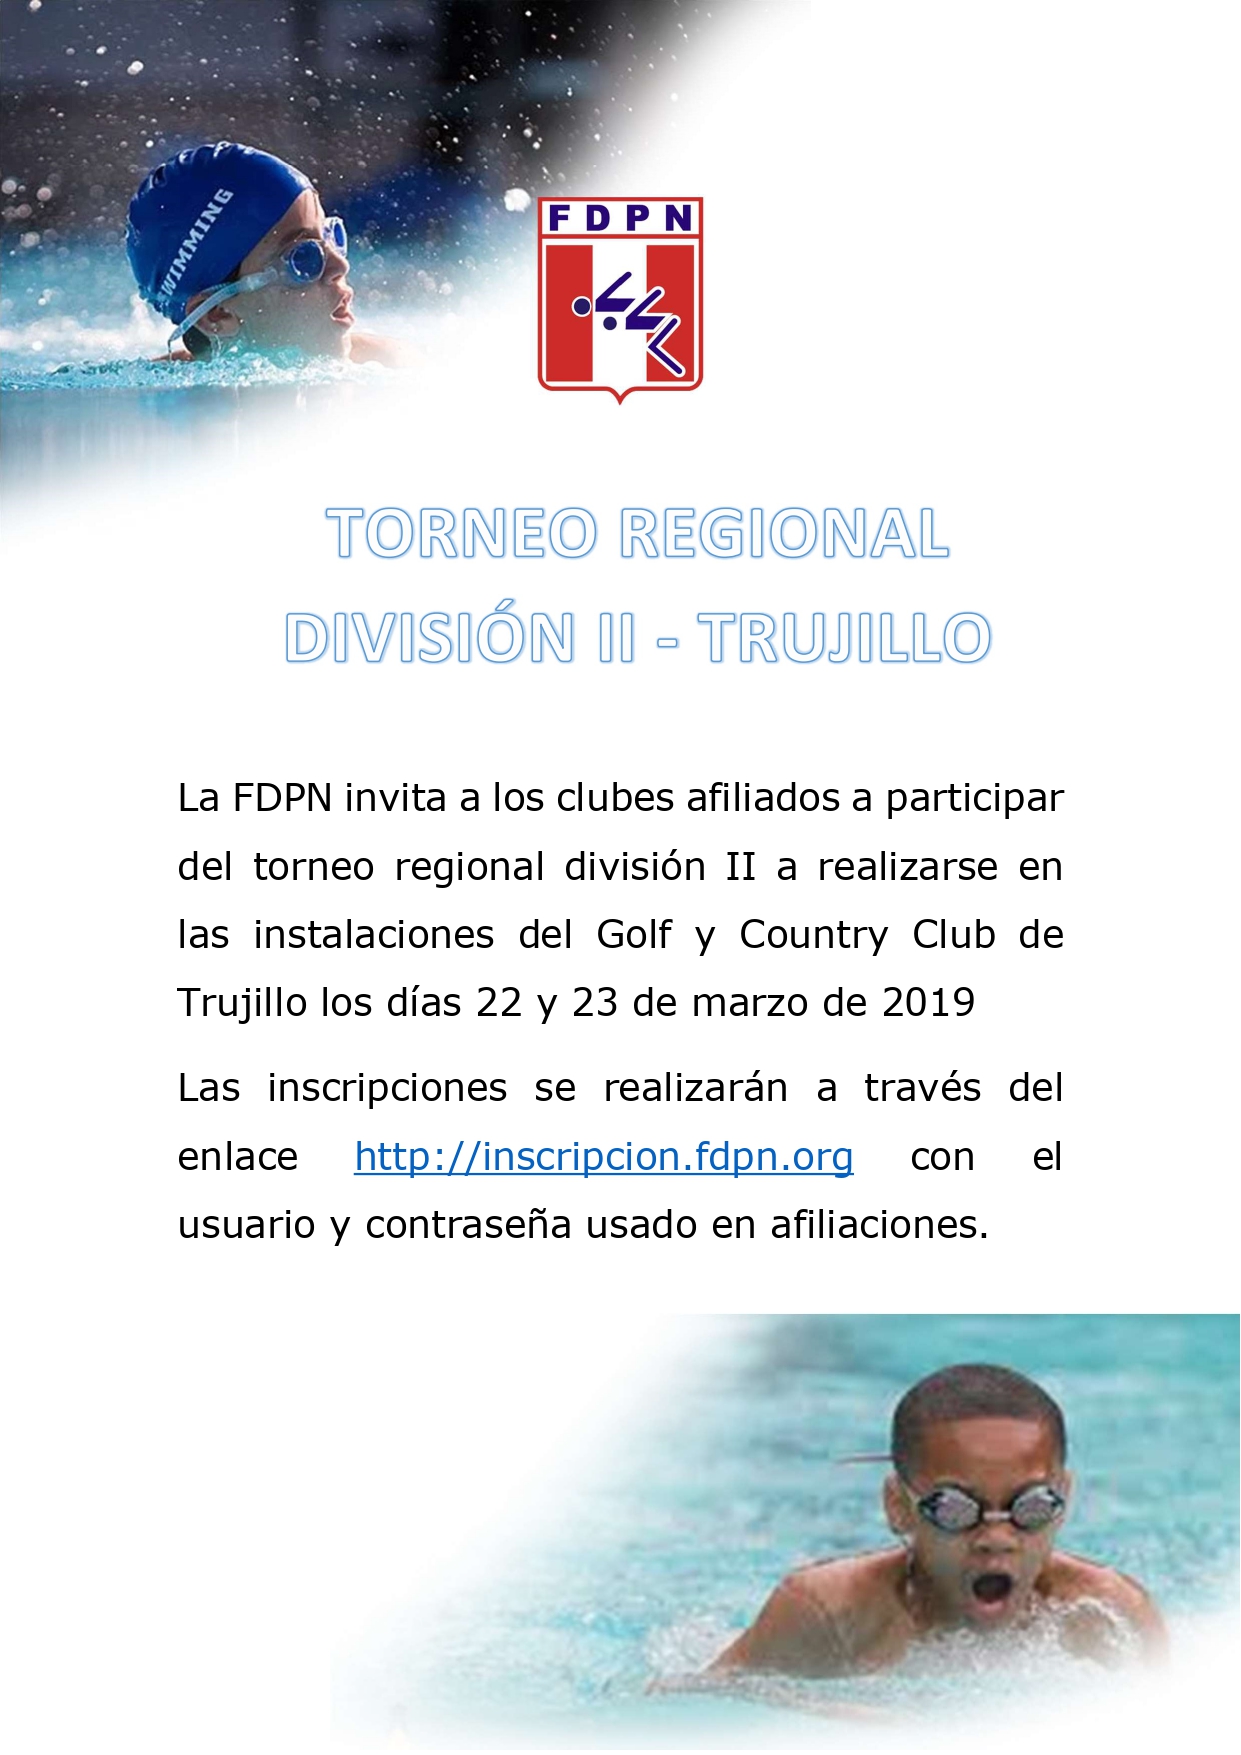 SWIMMING
FDPN
TORNEO REGIONAL
DIVISIÓN II - TRUJILLO
La FDPN invita a los clubes afiliados a participar
del torneo regional división II a realizarse en
las instalaciones del Golf y Country Club de
Trujillo los días 22 y 23 de marzo de 2019
Las inscripciones se realizarán a través del
enlace http://inscripcion.fdpn.org con el
usuario y contraseña usado en afiliaciones.